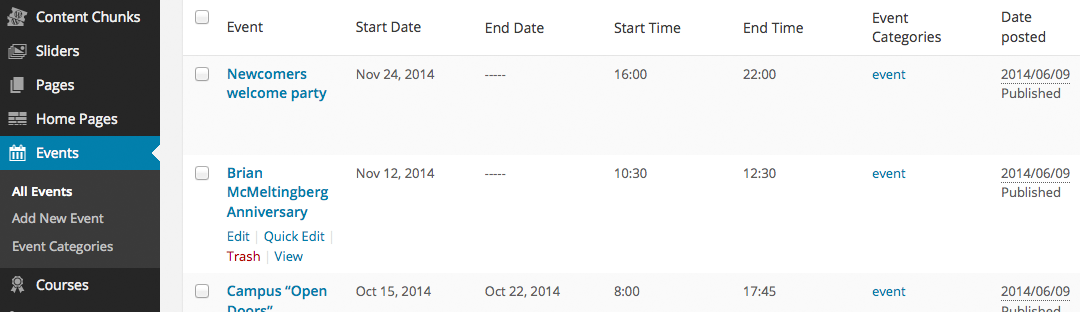 Content Chunks
Sliders
Pages
Home Pages
Events
All Events
Add New Event
Event Categories
Courses
Event Start Date End Date Start Time End Time Event Categories Date posted
Newcomers welcome party Nov 24, 2014 ----- 16:00 22:00 event 2014/06/09 Published
Brian McMeltingberg Anniversary Nov 12, 2014 ----- 10:30 12:30 event 2014/06/09 Published
Edit | Quick Edit |
Trash | View
Campus “Open Doors“ Oct 15, 2014 Oct 22, 2014 8:00 17:45 event 2014/06/09 Published